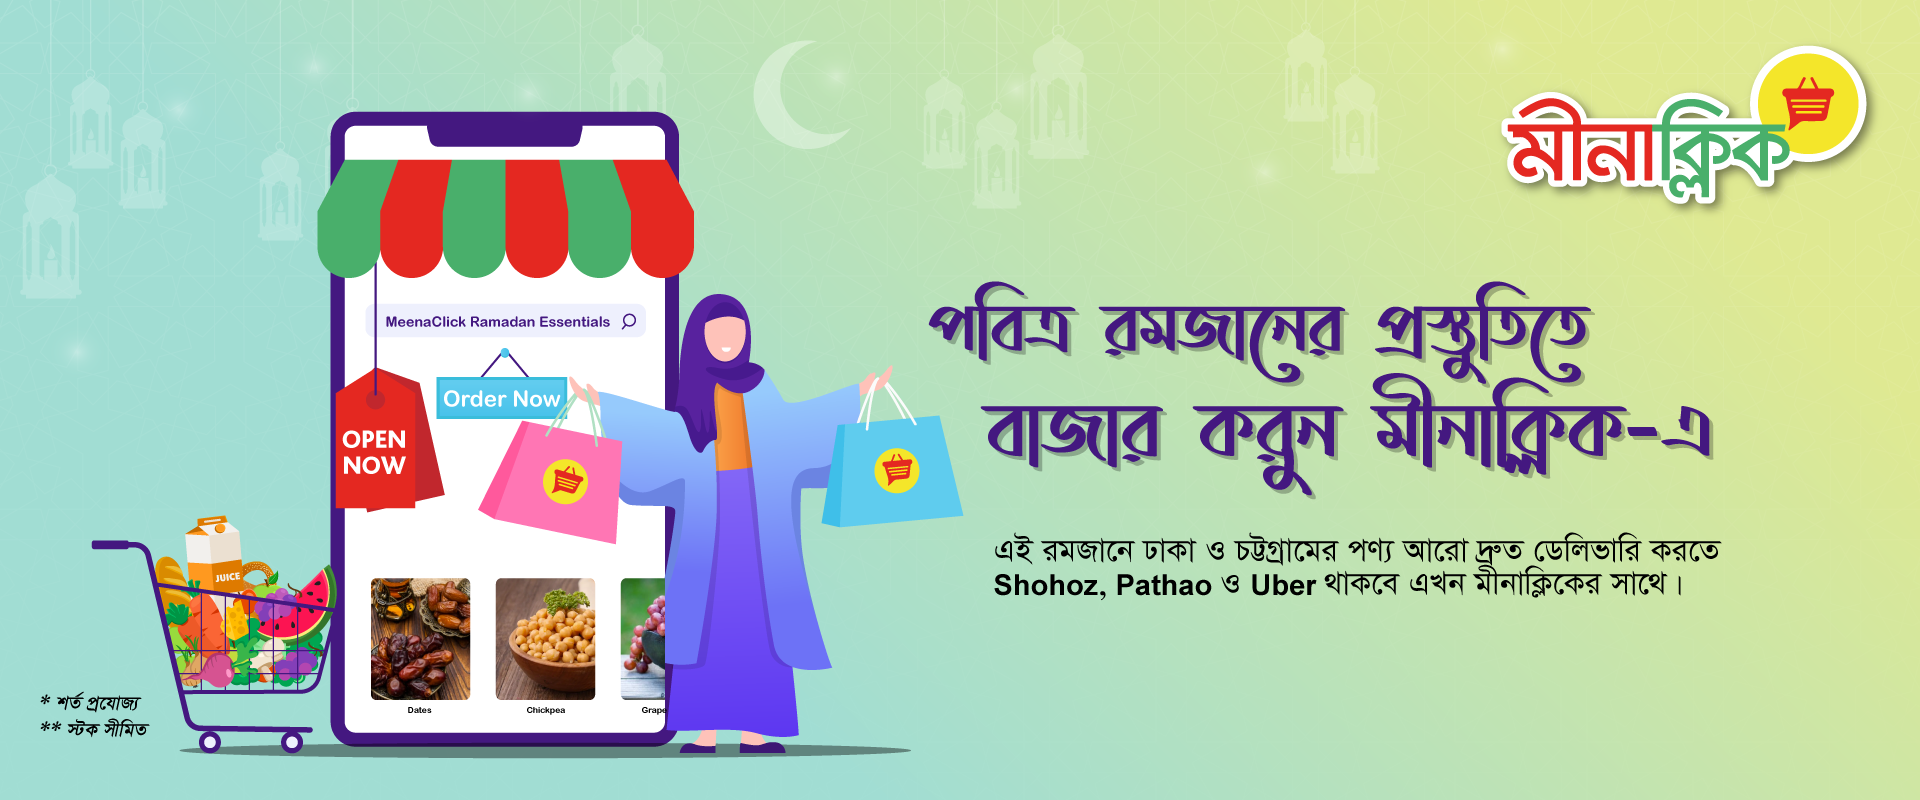 মীনাক্লিক
MeenaClick Ramadan Essentials
Order Now
OPEN
NOW
JUICE
Dates
Chickpea
Grape
পবিত্র রমজানের প্রস্তুতিতে
বাজার করুন মীনাক্লিক-এ
এই রমজানে ঢাকা ও চট্টগ্রামের পণ্য আরো দ্রুত ডেলিভারি করতে
Shohoz, Pathao ও Uber থাকবে এখন মীনাক্লিকের সাথে।
* শর্ত প্রযোজ্য
** স্টক সীমিত